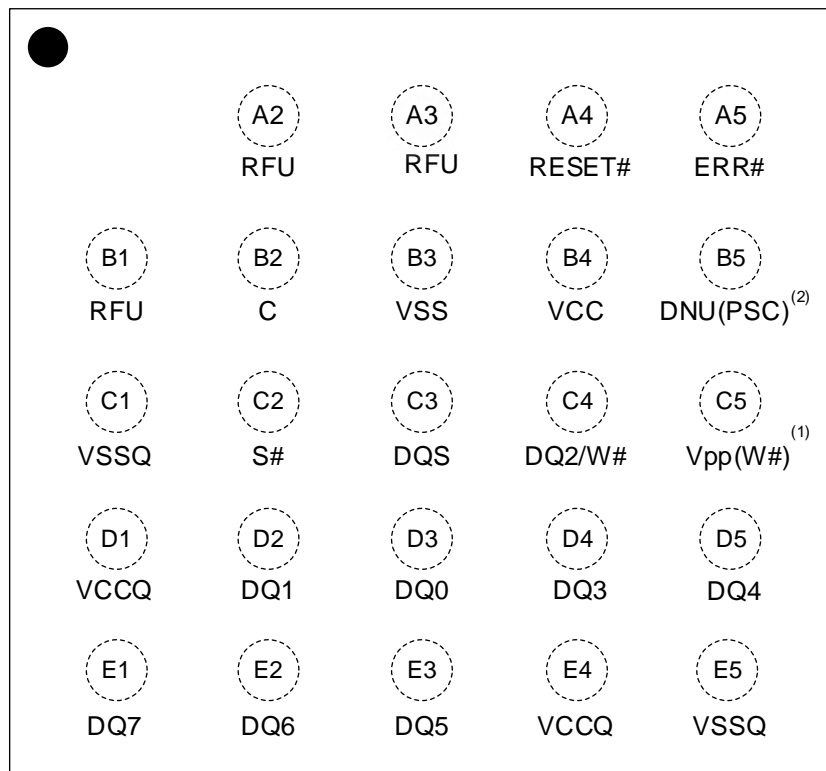 A2 A3 A4 A5
RFU RFU RESET# ERR#
B1 B2 B3 B4 B5
RFU C VSS VCC DNU(PSC)(2)
C1 C2 C3 C4 C5
VSSQ S# DQS DQ2/W# Vpp(W#)(1)
D1 D2 D3 D4 D5
VCCQ DQ1 DQ0 DQ3 DQ4
E1 E2 E3 E4 E5
DQ7 DQ6 DQ5 VCCQ VSSQ